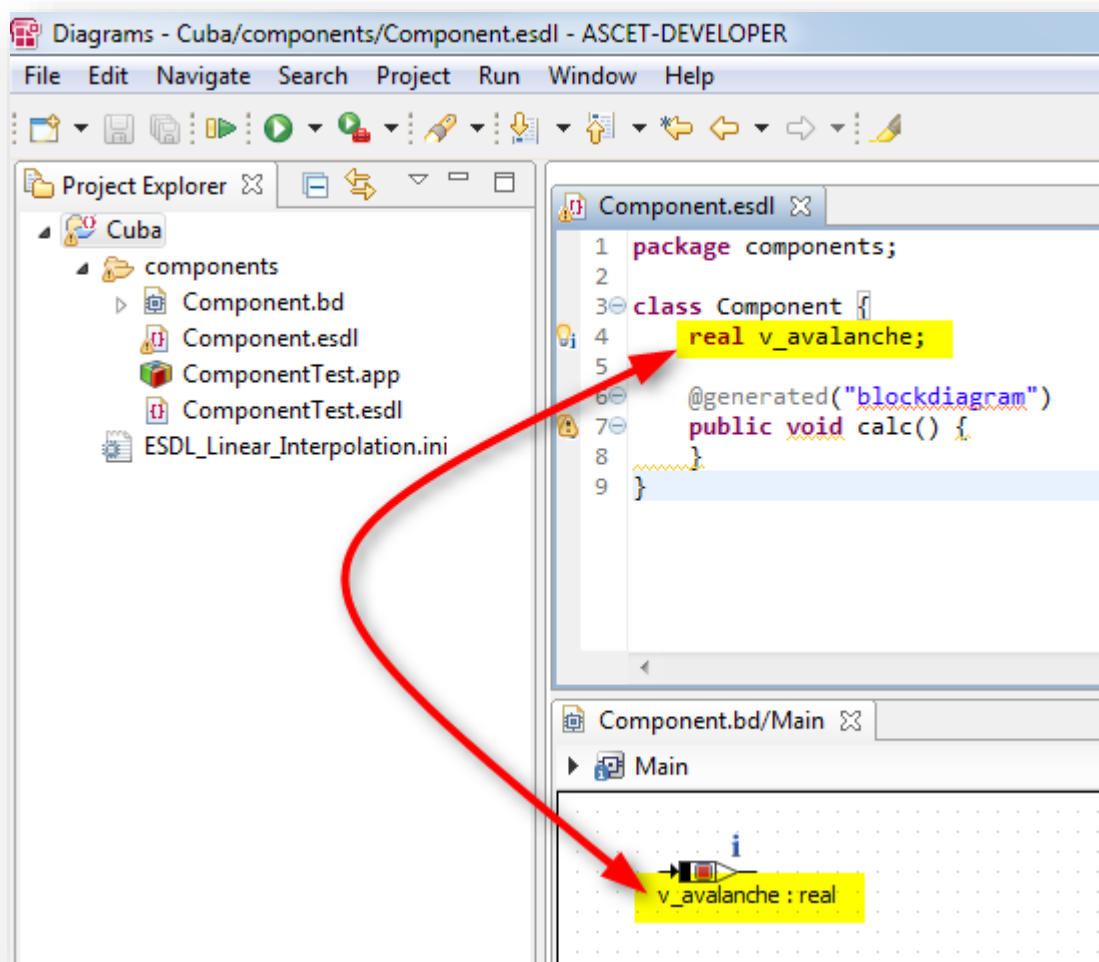 Diagrams - Cuba/components/Component.esdl - ASCET-DEVELOPER
File Edit Navigate Search Project Run Window Help
Project Explorer
Cuba
components
Component.bd
Component.esdl
ComponentTest.app
ComponentTest.esdl
ESDL_Linear_Interpolation.ini
Component.esdl
1 package components;
2
3 class Component {
4 real v_avalanche;
5
6 @generated("blockdiagram")
7 public void calc() {
8 }
9 }
Component.bd/Main
Main
i
v_avalanche : real